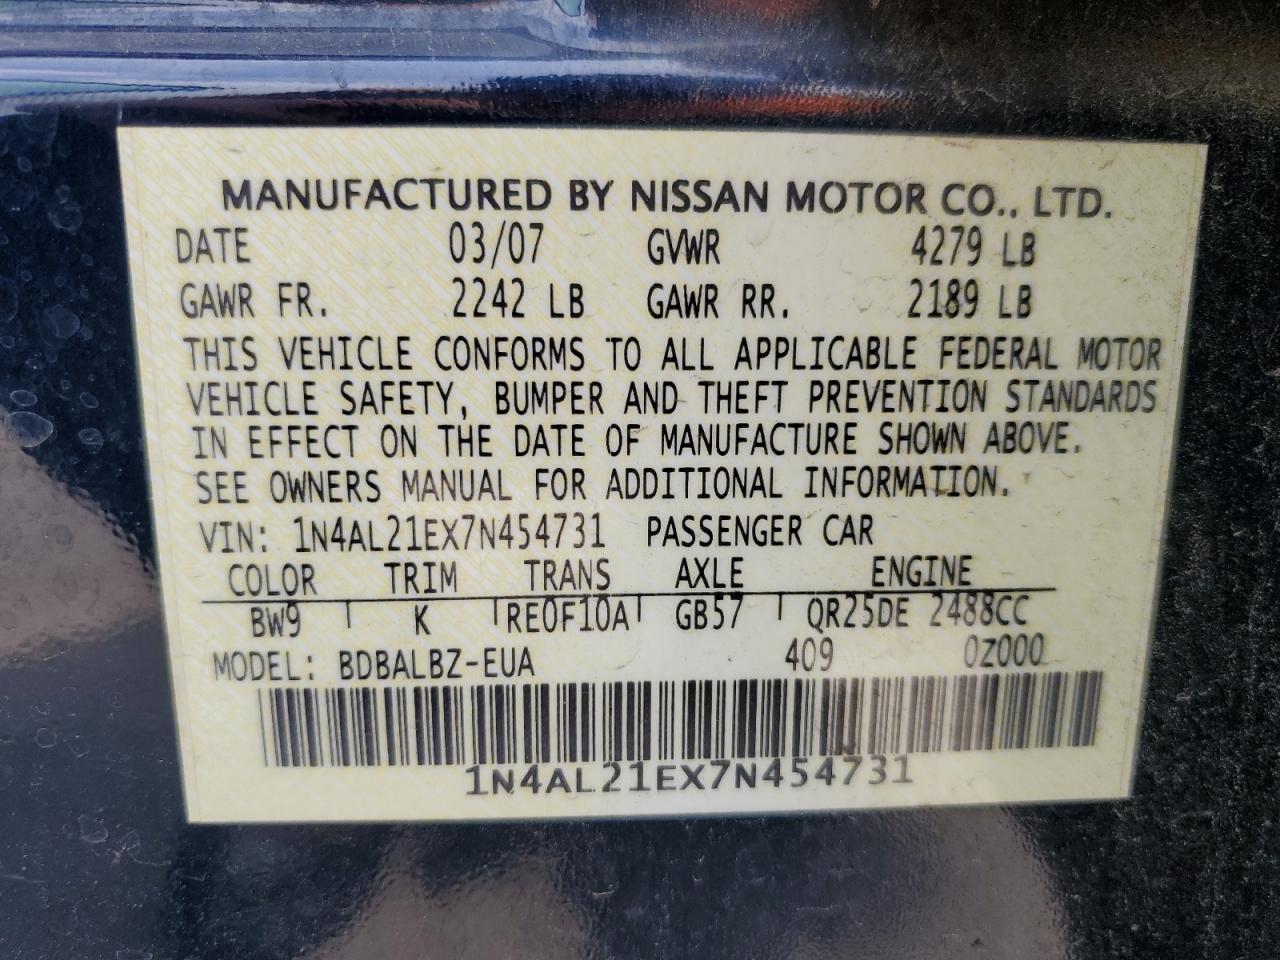 MANUFACTURED BY NISSAN MOTOR CO., LTD.
DATE 03/07 GVWR 4279 LB
GAWR FR. 2242 LB GAWR RR. 2189 LB
THIS VEHICLE CONFORMS TO ALL APPLICABLE FEDERAL MOTOR
VEHICLE SAFETY, BUMPER AND THEFT PREVENTION STANDARDS
IN EFFECT ON THE DATE OF MANUFACTURE SHOWN ABOVE.
SEE OWNERS MANUAL FOR ADDITIONAL INFORMATION.
VIN: 1N4AL21EX7N454731 PASSENGER CAR
COLOR TRIM TRANS AXLE ENGINE
BW9 K RE0F10A GB57 QR25DE 2488CC
MODEL: BDBALBZ-EUA 409 0Z000
1N4AL21EX7N454731